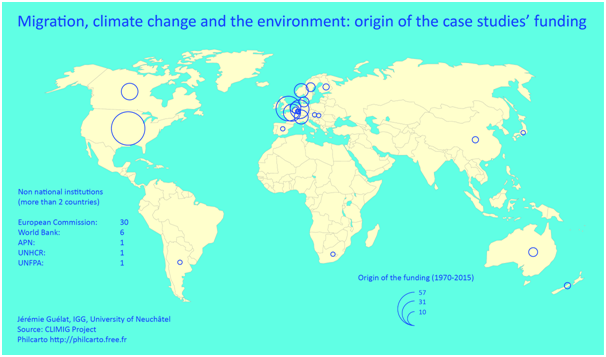 Migration, climate change and the environment: origin of the case studies' funding
Non national institutions
(more than 2 countries)
European Commission: 30
World Bank: 6
APN: 1
UNHCR: 1
UNFPA: 1
Origin of the funding (1970-2015)
57
31
10
Jérémie Guélat, IGG, University of Neuchâtel
Source: CLIMIG Project
Philcarto http://philcarto.free.fr